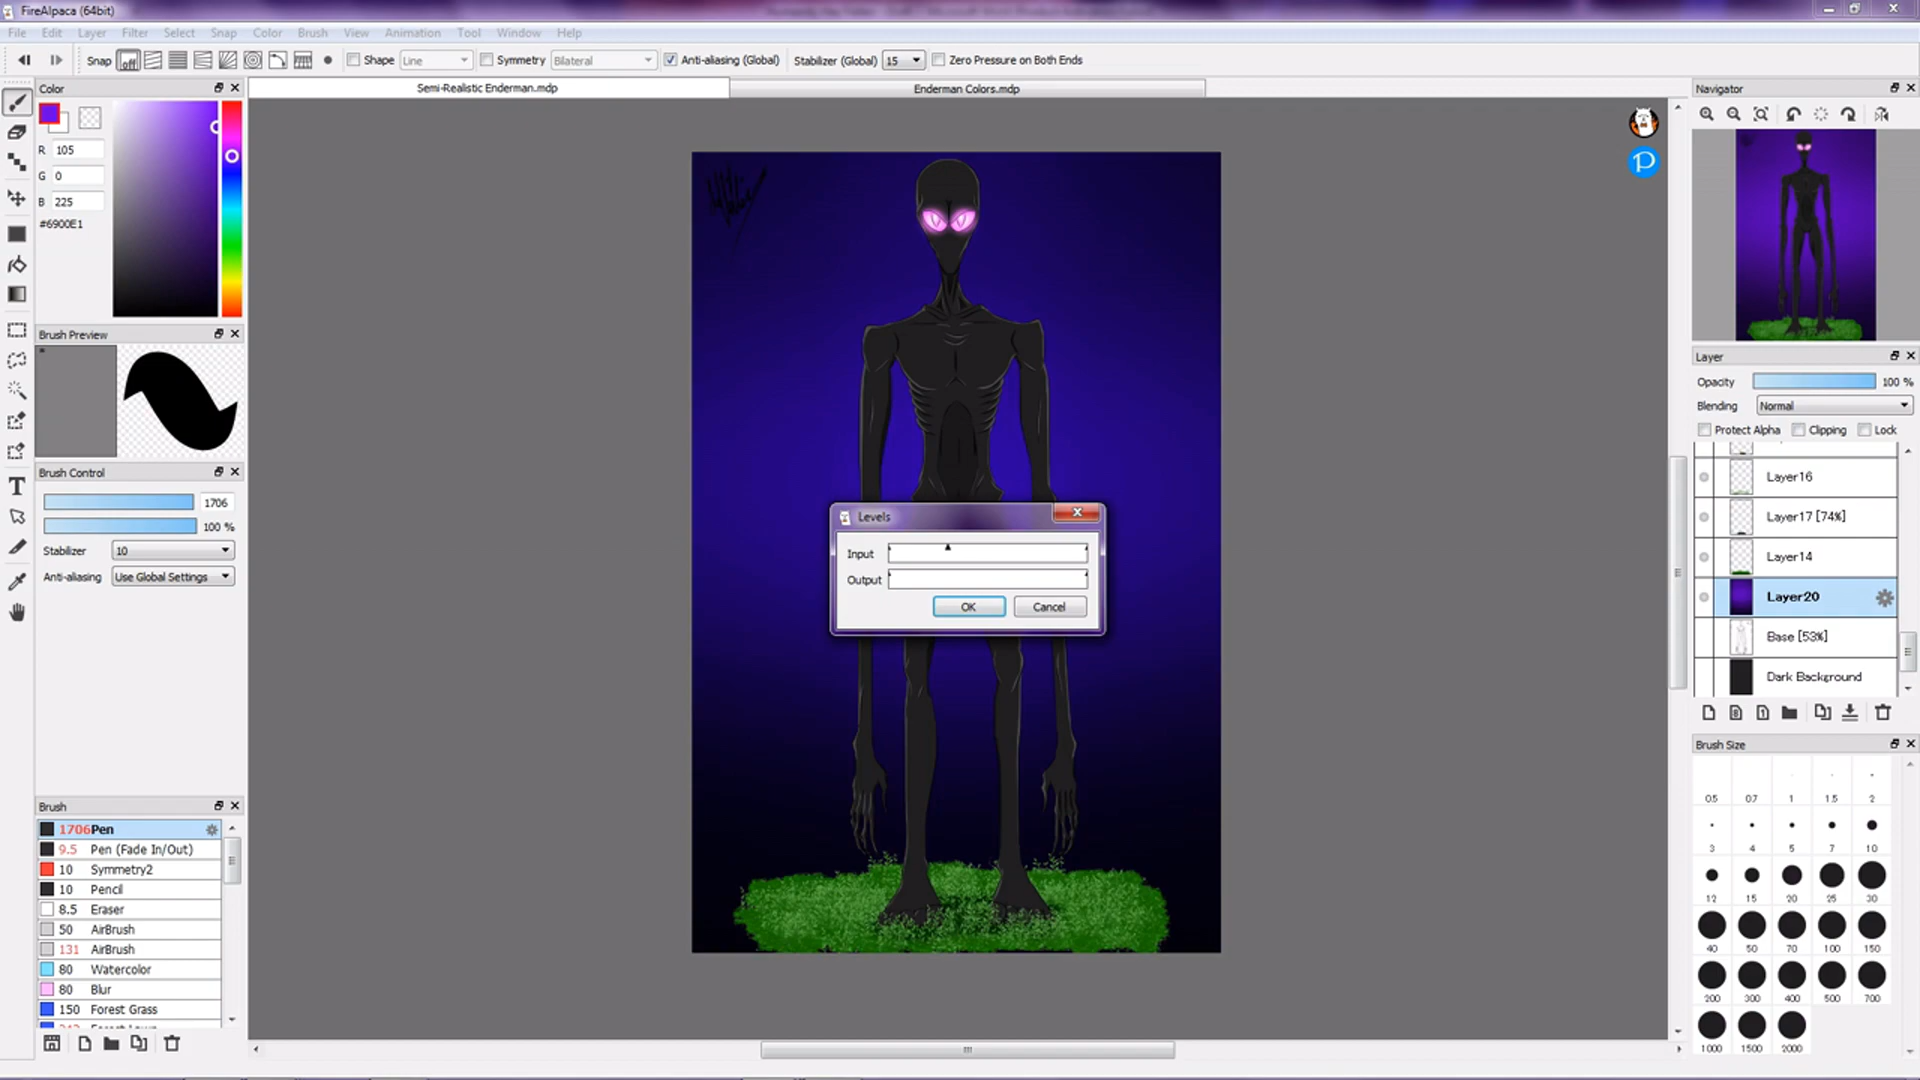 FireAlpaca (64bit)
File Edit Layer Filter Select Snap Color Brush View Animation Tool Window Help
Snap off Shape Line Symmetry Bilateral Anti-aliasing (Global) Stabilizer (Global) 15 Zero Pressure on Both Ends
Color
Semi-Realistic Enderman.mdp
Enderman Colors.mdp
Navigator
R 105
G 0
B 225
#6900E1
Brush Preview
Brush Control
1706
100 %
Stabilizer 10
Anti-aliasing Use Global Settings
Brush
1706 Pen
9.5 Pen (Fade In/Out)
10 Symmetry2
10 Pencil
8.5 Eraser
50 AirBrush
131 AirBrush
80 Watercolor
80 Blur
150 Forest Grass
Levels
Input
Output
OK Cancel
Layer
Opacity 100 %
Blending Normal
Protect Alpha Clipping Lock
Layer16
Layer17 [74%]
Layer14
Layer20
Base [53%]
Dark Background
Brush Size
0.5 0.7 1 1.5 2
3 4 5 7 10
12 15 20 25 30
40 50 70 100 150
200 300 400 500 700
1000 1500 2000